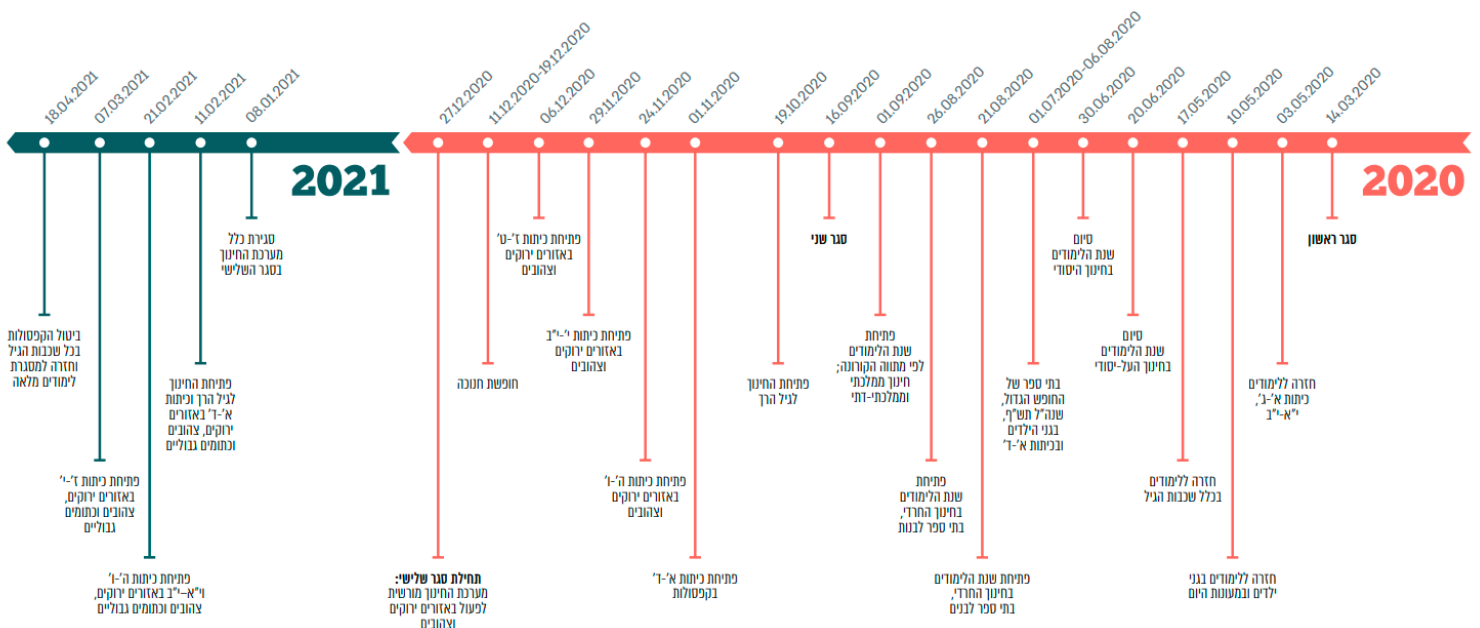 14.03.2020
סגר ראשון
03.05.2020
חזרה ללימודים
כיתות א'-ג',
י"א-י"ב
10.05.2020
חזרה ללימודים בגני
ילדים ובמעונות היום
17.05.2020
חזרה ללימודים
בכלל שכבות הגיל
20.06.2020
סיום
שנת הלימודים
בחינוך העל-יסודי
30.06.2020
סיום
שנת הלימודים
בחינוך היסודי
01.07.2020-06.08.2020
בתי ספר של
החופש הגדול,
שנה"ל תש"ף,
בגני הילדים
ובכיתות א'-ד'
21.08.2020
פתיחת שנת הלימודים
בחינוך החרדי,
בתי ספר לבנים
26.08.2020
פתיחת
שנת הלימודים
בחינוך החרדי,
בתי ספר לבנות
01.09.2020
פתיחת
שנת הלימודים
לפי מתווה הקורונה;
חינוך ממלכתי
וממלכתי-דתי
16.09.2020
סגר שני
19.10.2020
פתיחת החינוך
לגיל הרך
01.11.2020
פתיחת כיתות א'-ד'
בקפסולות
24.11.2020
פתיחת כיתות ה'-ו'
באזורים ירוקים
וצהובים
29.11.2020
פתיחת כיתות י'-י"ב
באזורים ירוקים
וצהובים
06.12.2020
פתיחת כיתות ז'-ט'
באזורים ירוקים
וצהובים
11.12.2020-19.12.2020
חופשת חנוכה
27.12.2020
תחילת סגר שלישי:
מערכת החינוך מורשית
לפעול באזורים ירוקים
וצהובים
2020
08.01.2021
סגירת כלל
מערכת החינוך
בסגר השלישי
11.02.2021
פתיחת החינוך
לגיל הרך וכיתות
א'-ד' באזורים
ירוקים, צהובים
וכתומים גבוליים
21.02.2021
פתיחת כיתות ה'-ו'
וי"א–י"ב באזורים ירוקים,
צהובים וכתומים גבוליים
07.03.2021
פתיחת כיתות ז'-י'
באזורים ירוקים,
צהובים וכתומים
גבוליים
18.04.2021
ביטול הקפסולות
בכל שכבות הגיל
וחזרה למסגרת
לימודים מלאה
2021